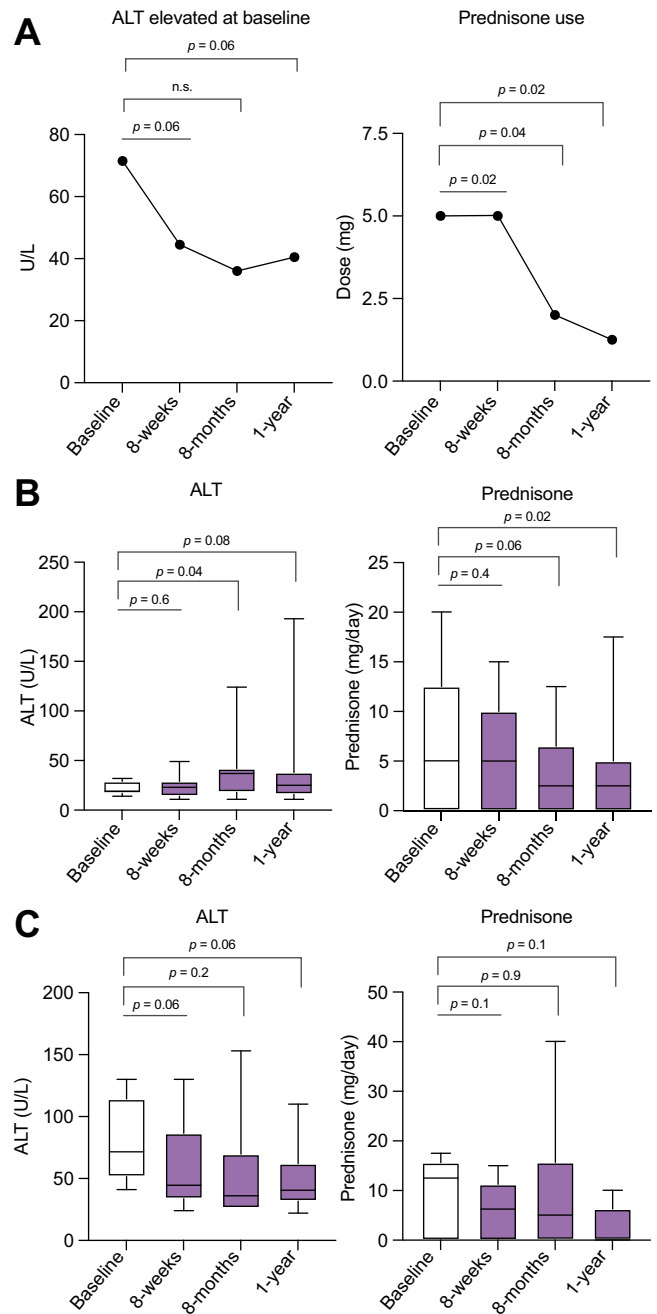 A
ALT elevated at baseline
p = 0.06
n.s.
p = 0.06
80
60
40
20
0
U/L
Baseline
8-weeks
8-months
1-year
Prednisone use
p = 0.02
p = 0.04
p = 0.02
7.5
5.0
2.5
0.0
Dose (mg)
Baseline
8-weeks
8-months
1-year
B
ALT
p = 0.08
p = 0.04
p = 0.6
250
200
150
100
50
0
ALT (U/L)
Baseline
8-weeks
8-months
1-year
Prednisone
p = 0.02
p = 0.06
p = 0.4
25
20
15
10
5
0
Prednisone (mg/day)
Baseline
8-weeks
8-months
1-year
C
ALT
p = 0.06
p = 0.2
p = 0.06
200
150
100
50
0
ALT (U/L)
Baseline
8-weeks
8-months
1-year
Prednisone
p = 0.1
p = 0.9
p = 0.1
50
40
30
20
10
0
Prednisone (mg/day)
Baseline
8-weeks
8-months
1-year